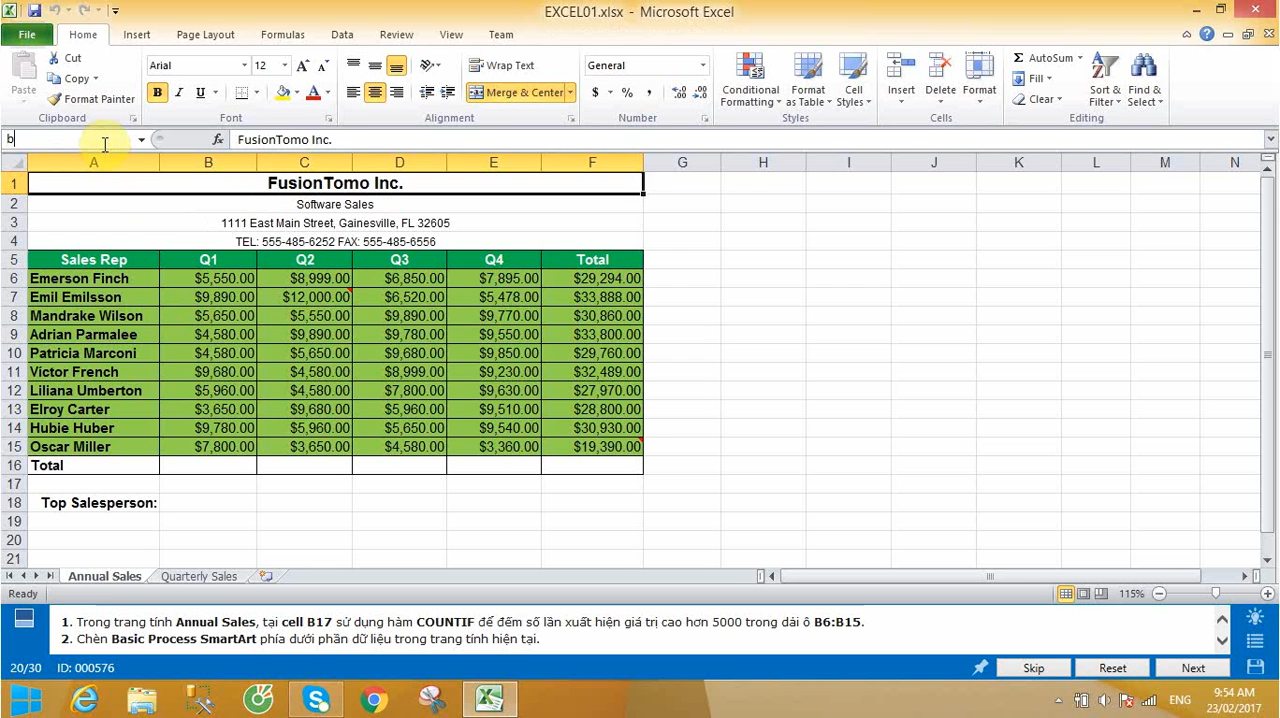 EXCEL01.xlsx - Microsoft Excel
File Home Insert Page Layout Formulas Data Review View Team
Cut
Copy
Format Painter
Paste
Clipboard
Arial 12
B I U
Font
Wrap Text
Merge & Center
Alignment
General
$ % ,
Number
Conditional Formatting
Format as Table
Cell Styles
Styles
Insert Delete Format
Cells
AutoSum
Fill
Clear
Sort & Filter
Find & Select
Editing
b fx FusionTomo Inc.
A B C D E F G H I J K L M N
1 FusionTomo Inc.
2 Software Sales
3 1111 East Main Street, Gainesville, FL 32605
4 TEL: 555-485-6252 FAX: 555-485-6556
5 Sales Rep Q1 Q2 Q3 Q4 Total
6 Emerson Finch $5,550.00 $8,999.00 $6,850.00 $7,895.00 $29,294.00
7 Emil Emilsson $9,890.00 $12,000.00 $6,520.00 $5,478.00 $33,888.00
8 Mandrake Wilson $5,650.00 $5,550.00 $9,890.00 $9,770.00 $30,860.00
9 Adrian Parmalee $4,580.00 $9,890.00 $9,780.00 $9,550.00 $33,800.00
10 Patricia Marconi $4,580.00 $5,650.00 $9,680.00 $9,850.00 $29,760.00
11 Victor French $9,680.00 $4,580.00 $8,999.00 $9,230.00 $32,489.00
12 Liliana Umberton $5,960.00 $4,580.00 $7,800.00 $9,630.00 $27,970.00
13 Elroy Carter $3,650.00 $9,680.00 $5,960.00 $9,510.00 $28,800.00
14 Hubie Huber $9,780.00 $5,960.00 $5,650.00 $9,540.00 $30,930.00
15 Oscar Miller $7,800.00 $3,650.00 $4,580.00 $3,360.00 $19,390.00
16 Total
17
18 Top Salesperson:
19
20
21
Annual Sales Quarterly Sales
Ready 115%
1. Trong trang tính Annual Sales, tại cell B17 sử dụng hàm COUNTIF để đếm số lần xuất hiện giá trị cao hơn 5000 trong dải ô B6:B15.
2. Chèn Basic Process SmartArt phía dưới phần dữ liệu trong trang tính hiện tại.
20/30 ID: 000576 Skip Reset Next
ENG
9:54 AM
23/02/2017